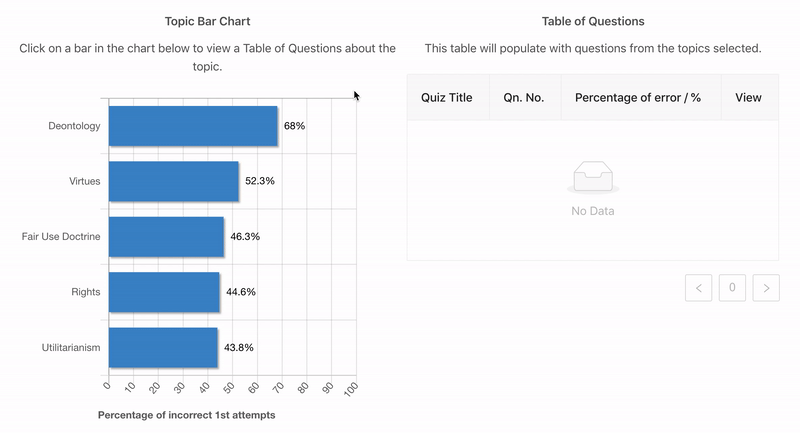 Topic Bar Chart
Click on a bar in the chart below to view a Table of Questions about the
topic.
Deontology
68%
Virtues
52.3%
Fair Use Doctrine
46.3%
Rights
44.6%
Utilitarianism
43.8%
0 10 20 30 40 50 60 70 80 90 100
Percentage of incorrect 1st attempts
Table of Questions
This table will populate with questions from the topics selected.
Quiz Title Qn. No. Percentage of error / % View
No Data
< 0 >